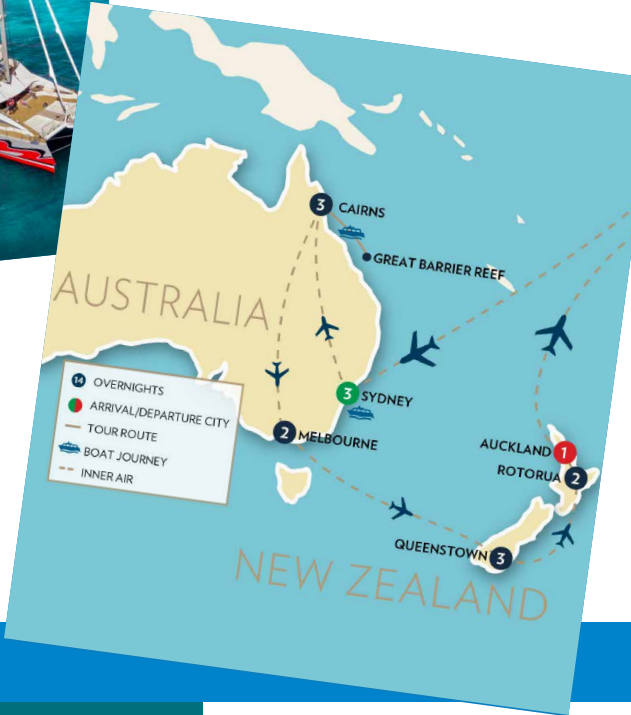 3 CAIRNS
GREAT BARRIER REEF
AUSTRALIA
14 OVERNIGHTS
ARRIVAL/DEPARTURE CITY
TOUR ROUTE
BOAT JOURNEY
INNER AIR
3 SYDNEY
2 MELBOURNE
AUCKLAND 1
ROTORUA 2
QUEENSTOWN 3
NEW ZEALAND